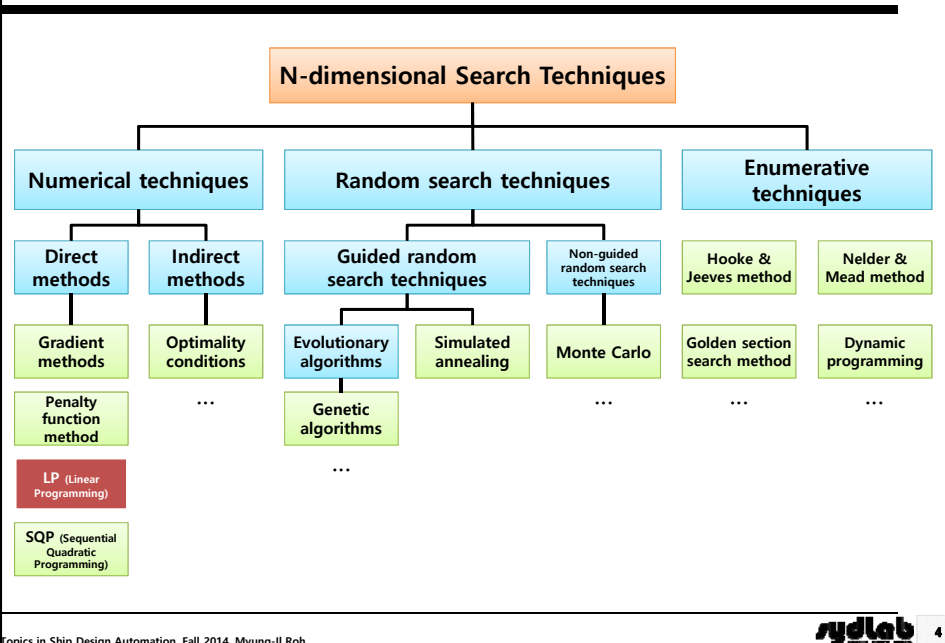 N-dimensional Search Techniques
Numerical techniques
Random search techniques
Enumerative
techniques
Direct
methods
Indirect
methods
Guided random
search techniques
Non-guided
random search
techniques
Hooke &
Jeeves method
Nelder &
Mead method
Gradient
methods
Optimality
conditions
Evolutionary
algorithms
Simulated
annealing
Monte Carlo
Golden section
search method
Dynamic
programming
Penalty
function
method
...
Genetic
algorithms
...
...
...
...
LP (Linear
Programming)
SQP (Sequential
Quadratic
Programming)
Topics in Ship Design Automation, Fall 2014, Myung-Il Roh
sydlab
4